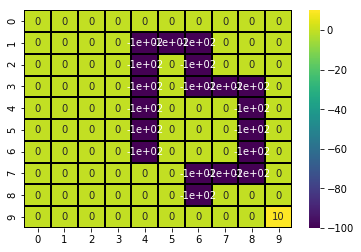 0 0 0 0 0 0 0 0 0 0 0
1 0 0 0 0 -1e+02 -1e+02 -1e+02 0 0 0
2 0 0 0 0 -1e+02 0 -1e+02 0 0 0
3 0 0 0 0 -1e+02 0 -1e+02 -1e+02 -1e+02 0
4 0 0 0 0 -1e+02 0 0 0 -1e+02 0
5 0 0 0 0 -1e+02 0 0 0 -1e+02 0
6 0 0 0 0 -1e+02 0 0 0 -1e+02 0
7 0 0 0 0 0 0 -1e+02 -1e+02 -1e+02 0
8 0 0 0 0 0 0 -1e+02 0 0 0
9 0 0 0 0 0 0 0 0 0 10
0 1 2 3 4 5 6 7 8 9
0
−20
−40
−60
−80
−100